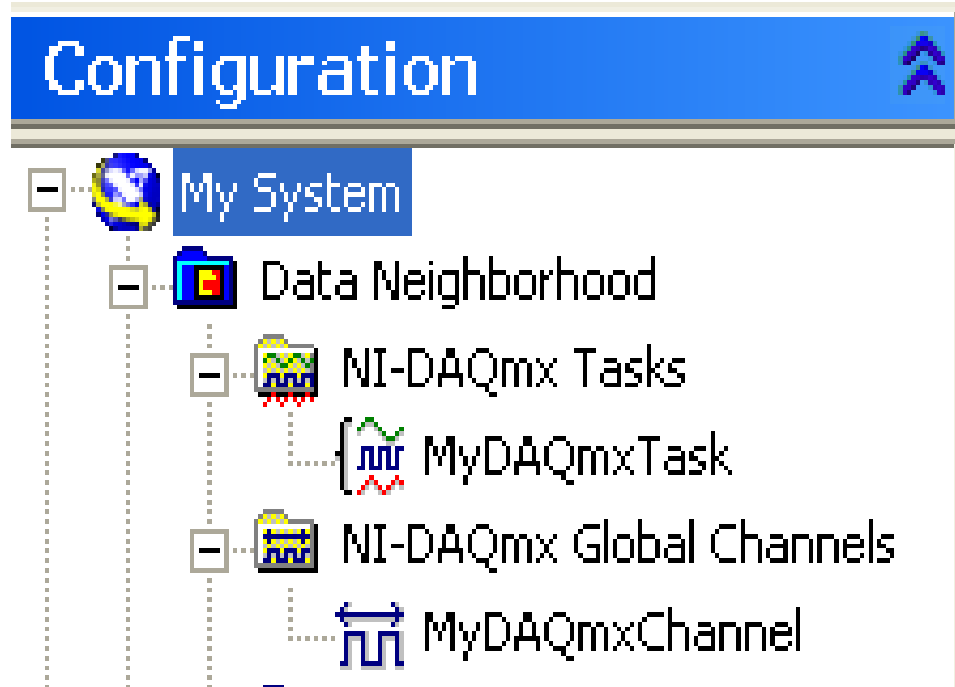 Configuration
My System
Data Neighborhood
NI-DAQmx Tasks
MyDAQmxTask
NI-DAQmx Global Channels
MyDAQmxChannel